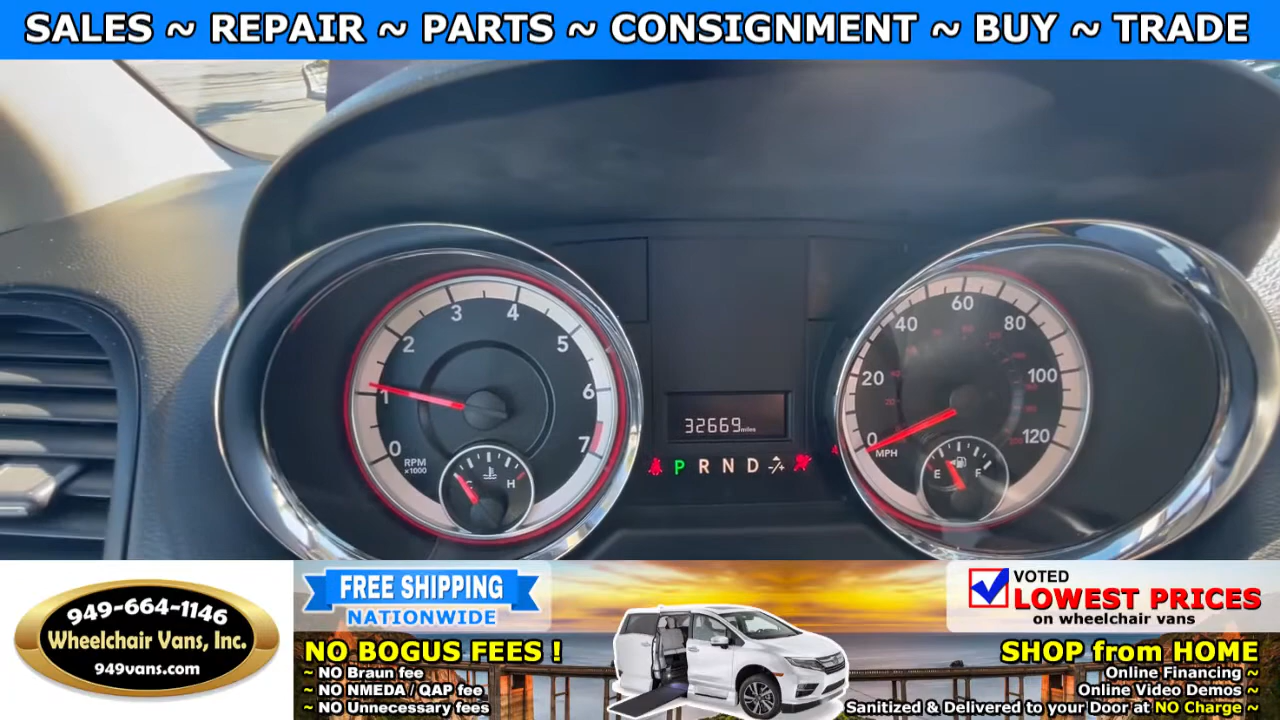 SALES ~ REPAIR ~ PARTS ~ CONSIGNMENT ~ BUY ~ TRADE
0 1 2 3 4 5 6 7
RPM
x1000
C H
32669 miles
P R N D -/+
0 20 40 60 80 100 120
MPH
E F
949-664-1146
Wheelchair Vans, Inc.
949vans.com
FREE SHIPPING
NATIONWIDE
NO BOGUS FEES !
~ NO Braun fee
~ NO NMEDA / QAP fee
~ NO Unnecessary fees
VOTED
LOWEST PRICES
on wheelchair vans
SHOP from HOME
Online Financing ~
Online Video Demos ~
Sanitized & Delivered to your Door at NO Charge ~